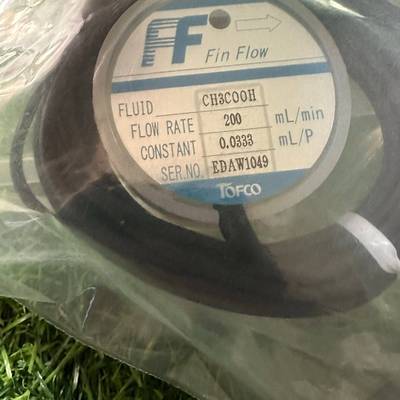 FF
Fin Flow
FLUID CH3COOH
FLOW RATE 200 mL/min
CONSTANT 0.0333 mL/P
SER.NO. EDAW1049
TOFCO